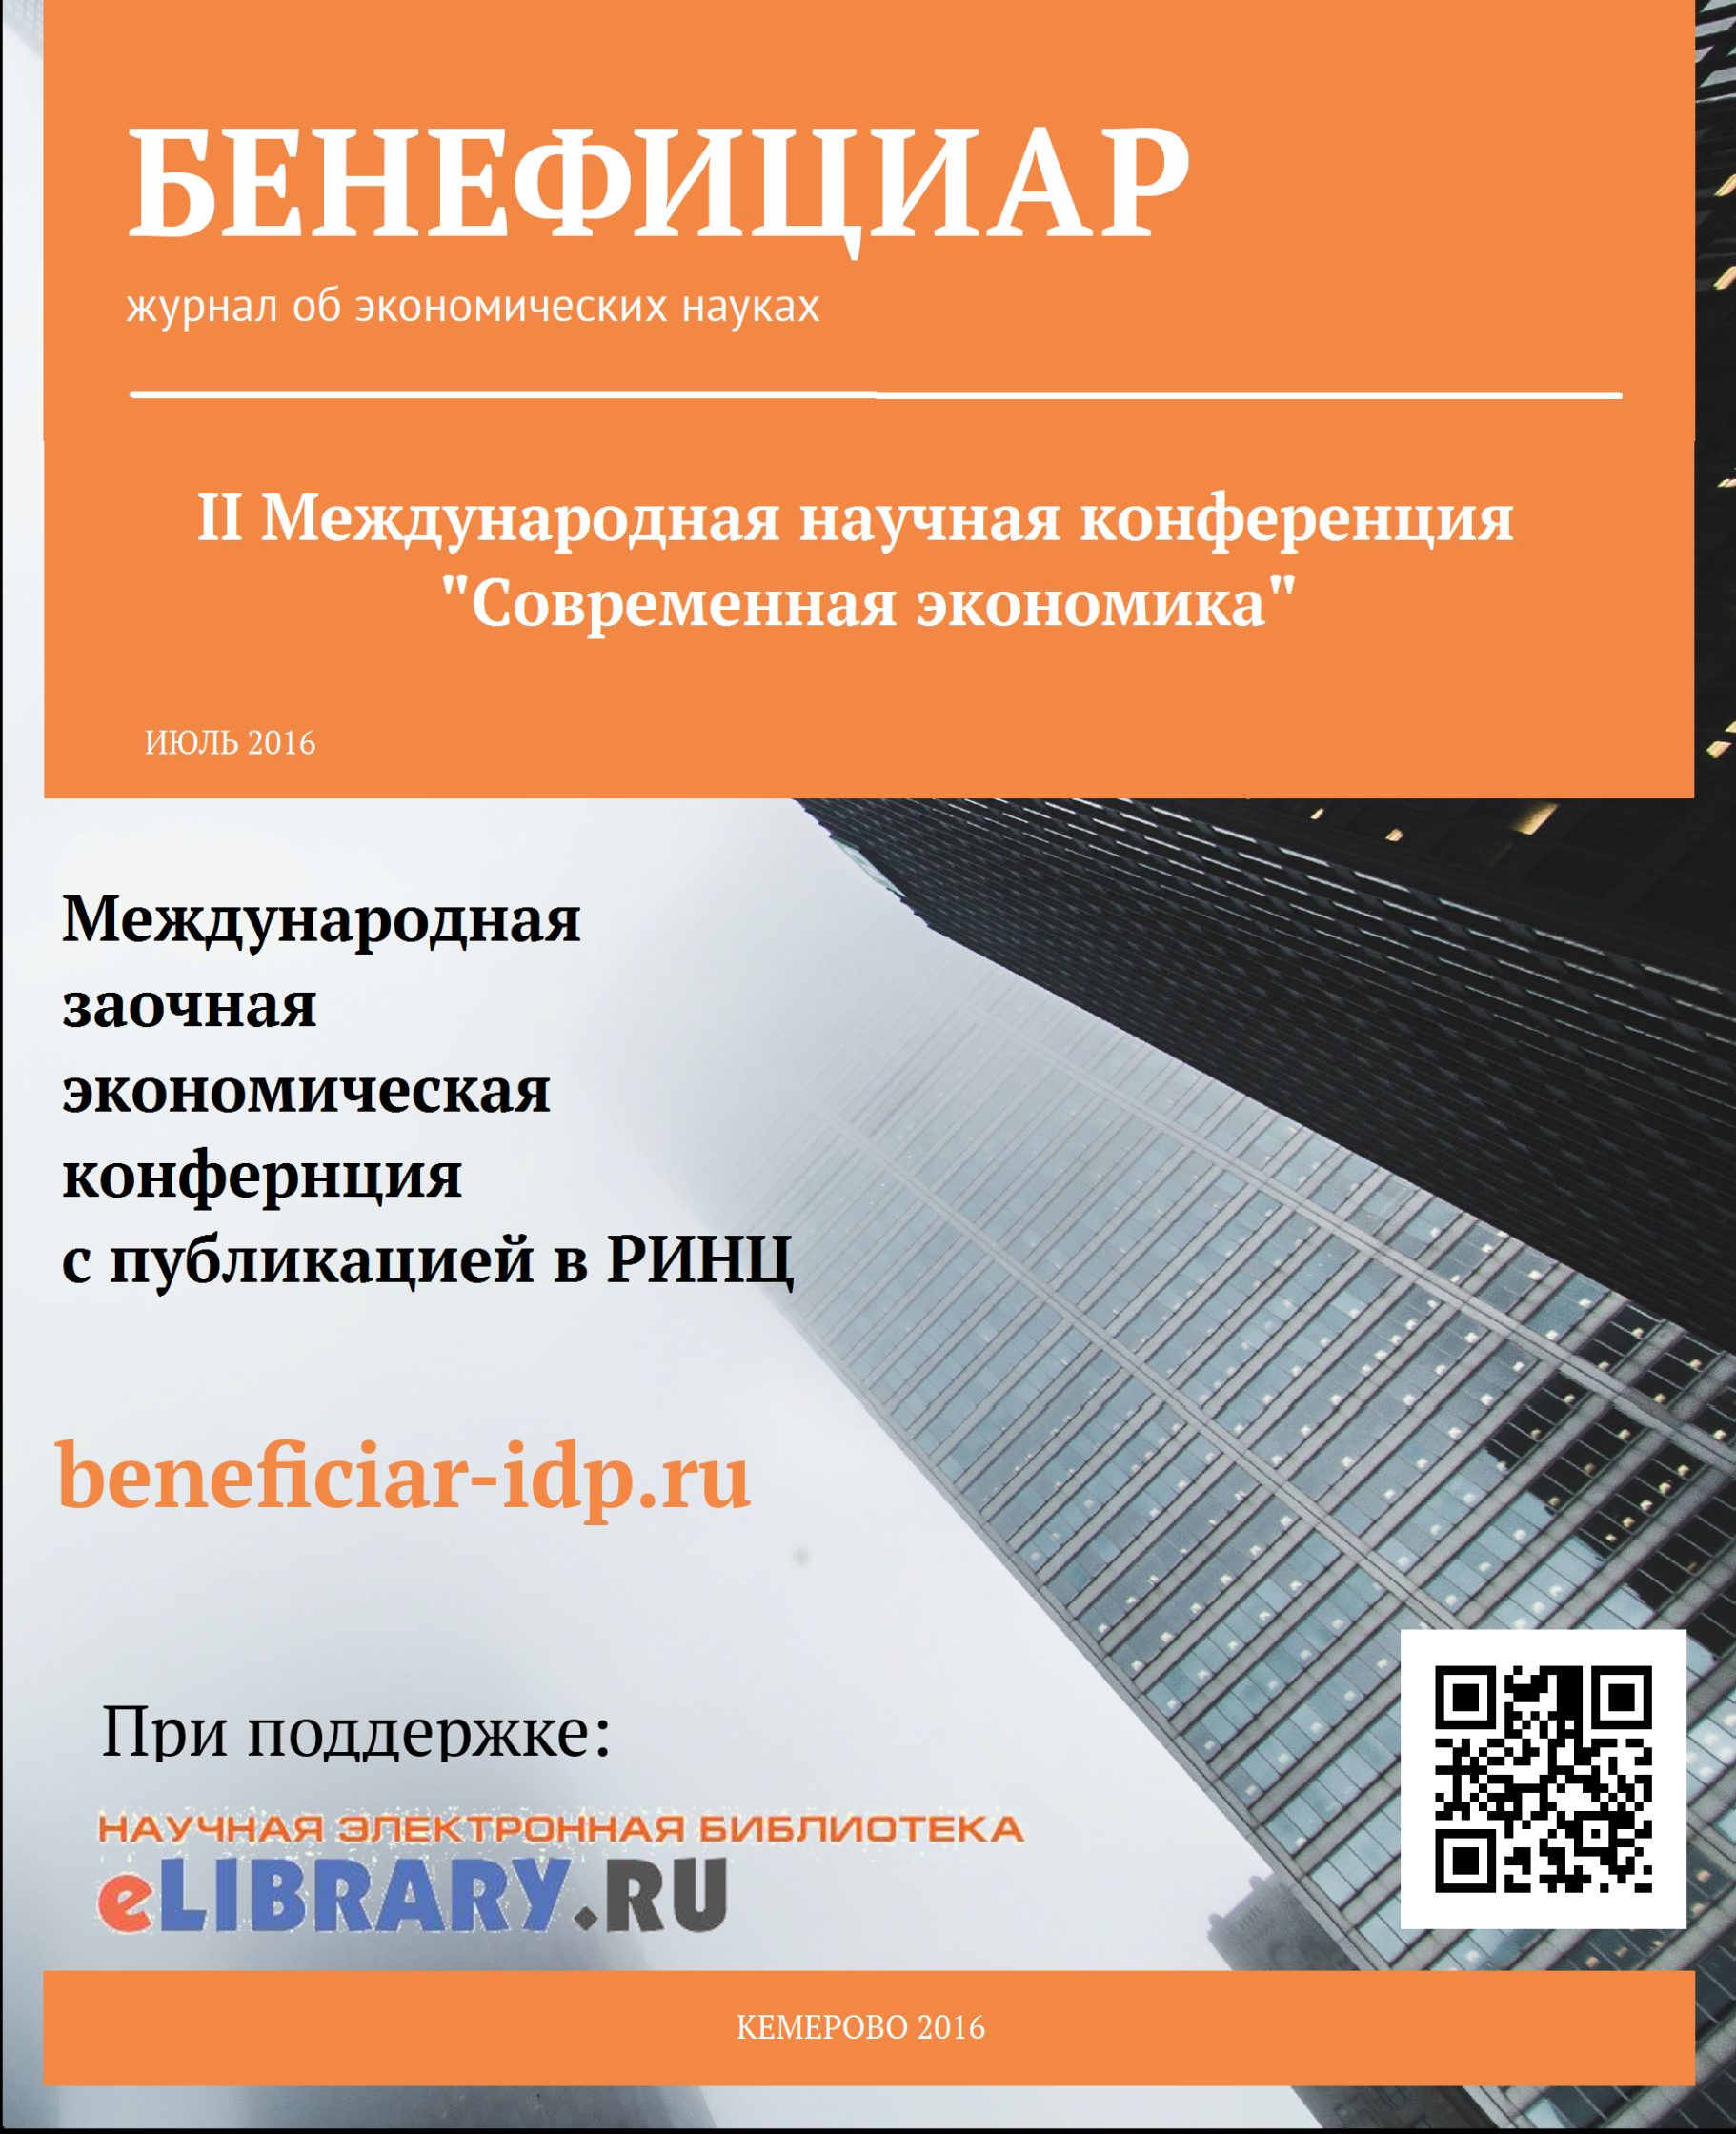 БЕНЕФИЦИАР
журнал об экономических науках
II Международная научная конференция
"Современная экономика"
ИЮЛЬ 2016
Международная
заочная
экономическая
конфернция
с публикацией в РИНЦ
beneficiar-idp.ru
При поддержке:
НАУЧНАЯ ЭЛЕКТРОННАЯ БИБЛИОТЕКА
eLIBRARY.RU
КЕМЕРОВО 2016